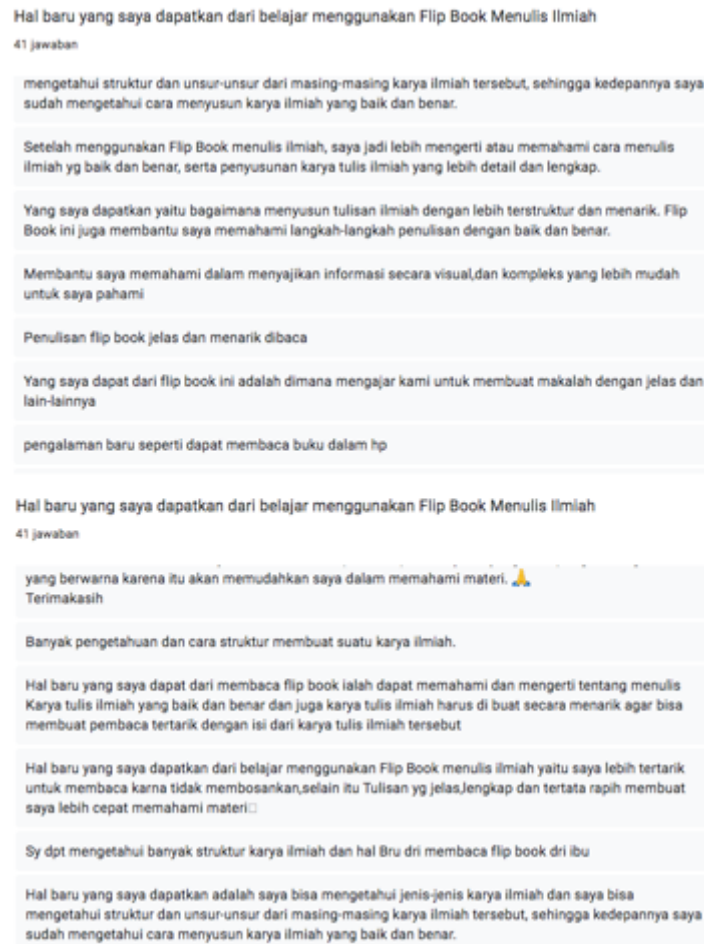 Hal baru yang saya dapatkan dari belajar menggunakan Flip Book Menulis Ilmiah
41 jawaban
mengetahui struktur dan unsur-unsur dari masing-masing karya ilmiah tersebut, sehingga kedepannya saya
sudah mengetahui cara menyusun karya ilmiah yang baik dan benar.
Setelah menggunakan Flip Book menulis ilmiah, saya jadi lebih mengerti atau memahami cara menulis
ilmiah yg baik dan benar, serta penyusunan karya tulis ilmiah yang lebih detail dan lengkap.
Yang saya dapatkan yaitu bagaimana menyusun tulisan ilmiah dengan lebih terstruktur dan menarik. Flip
Book ini juga membantu saya memahami langkah-langkah penulisan dengan baik dan benar.
Membantu saya memahami dalam menyajikan informasi secara visual,dan kompleks yang lebih mudah
untuk saya pahami
Penulisan flip book jelas dan menarik dibaca
Yang saya dapat dari flip book ini adalah dimana mengajar kami untuk membuat makalah dengan jelas dan
lain-lainnya
pengalaman baru seperti dapat membaca buku dalam hp
Hal baru yang saya dapatkan dari belajar menggunakan Flip Book Menulis Ilmiah
41 jawaban
yang berwarna karena itu akan memudahkan saya dalam memahami materi. 🙏
Terimakasih
Banyak pengetahuan dan cara struktur membuat suatu karya ilmiah.
Hal baru yang saya dapat dari membaca flip book ialah dapat memahami dan mengerti tentang menulis
Karya tulis ilmiah yang baik dan benar dan juga karya tulis ilmiah harus di buat secara menarik agar bisa
membuat pembaca tertarik dengan isi dari karya tulis ilmiah tersebut
Hal baru yang saya dapatkan dari belajar menggunakan Flip Book menulis ilmiah yaitu saya lebih tertarik
untuk membaca karna tidak membosankan,selain itu Tulisan yg jelas,lengkap dan tertata rapih membuat
saya lebih cepat memahami materi□
Sy dpt mengetahui banyak struktur karya ilmiah dan hal Bru dri membaca flip book dri ibu
Hal baru yang saya dapatkan adalah saya bisa mengetahui jenis-jenis karya ilmiah dan saya bisa
mengetahui struktur dan unsur-unsur dari masing-masing karya ilmiah tersebut, sehingga kedepannya saya
sudah mengetahui cara menyusun karya ilmiah yang baik dan benar.